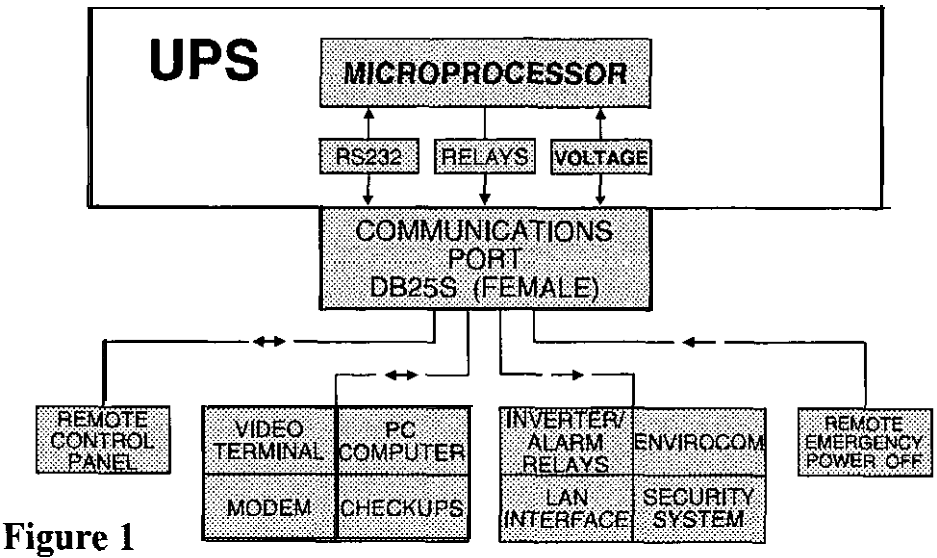 UPS
MICROPROCESSOR
RS232
RELAYS
VOLTAGE
COMMUNICATIONS
PORT
DB25S (FEMALE)
REMOTE
CONTROL
PANEL
VIDEO
TERMINAL
PC
COMPUTER
MODEM
CHECKUPS
INVERTER/
ALARM
RELAYS
ENVIROCOM
LAN
INTERFACE
SECURITY
SYSTEM
REMOTE
EMERGENCY
POWER OFF
Figure 1